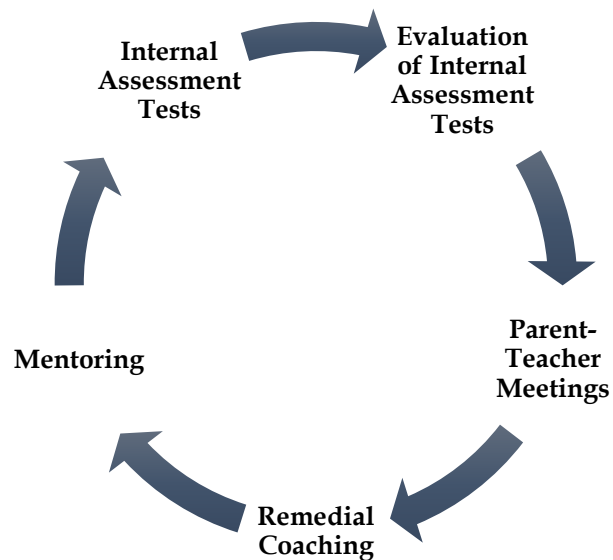 Internal
Assessment
Tests
Evaluation
of Internal
Assessment
Tests
Parent-
Teacher
Meetings
Remedial
Coaching
Mentoring